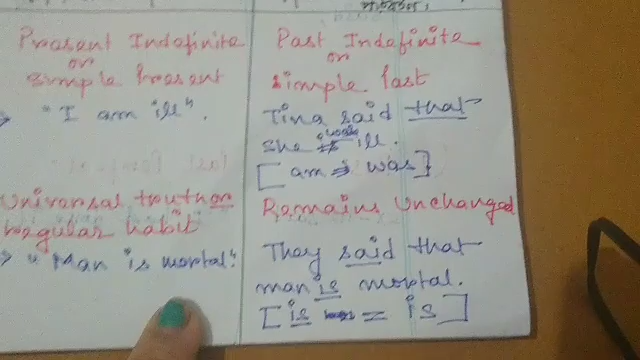 Present Indefinite
or
Simple Present
"I am ill".
Universal truth or
regular habit
"Man is mortal".
Past Indefinite
or
Simple Past
Tina said that
she was ill.
[am → was]
Remains Unchanged
They said that
man is mortal.
[is = is]